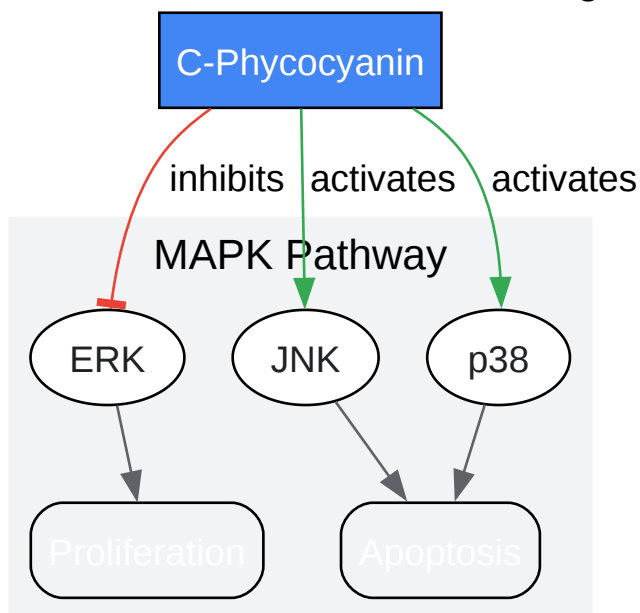 C-Phycocyanin
inhibits activates activates
MAPK Pathway
ERK JNK p38
Proliferation Apoptosis